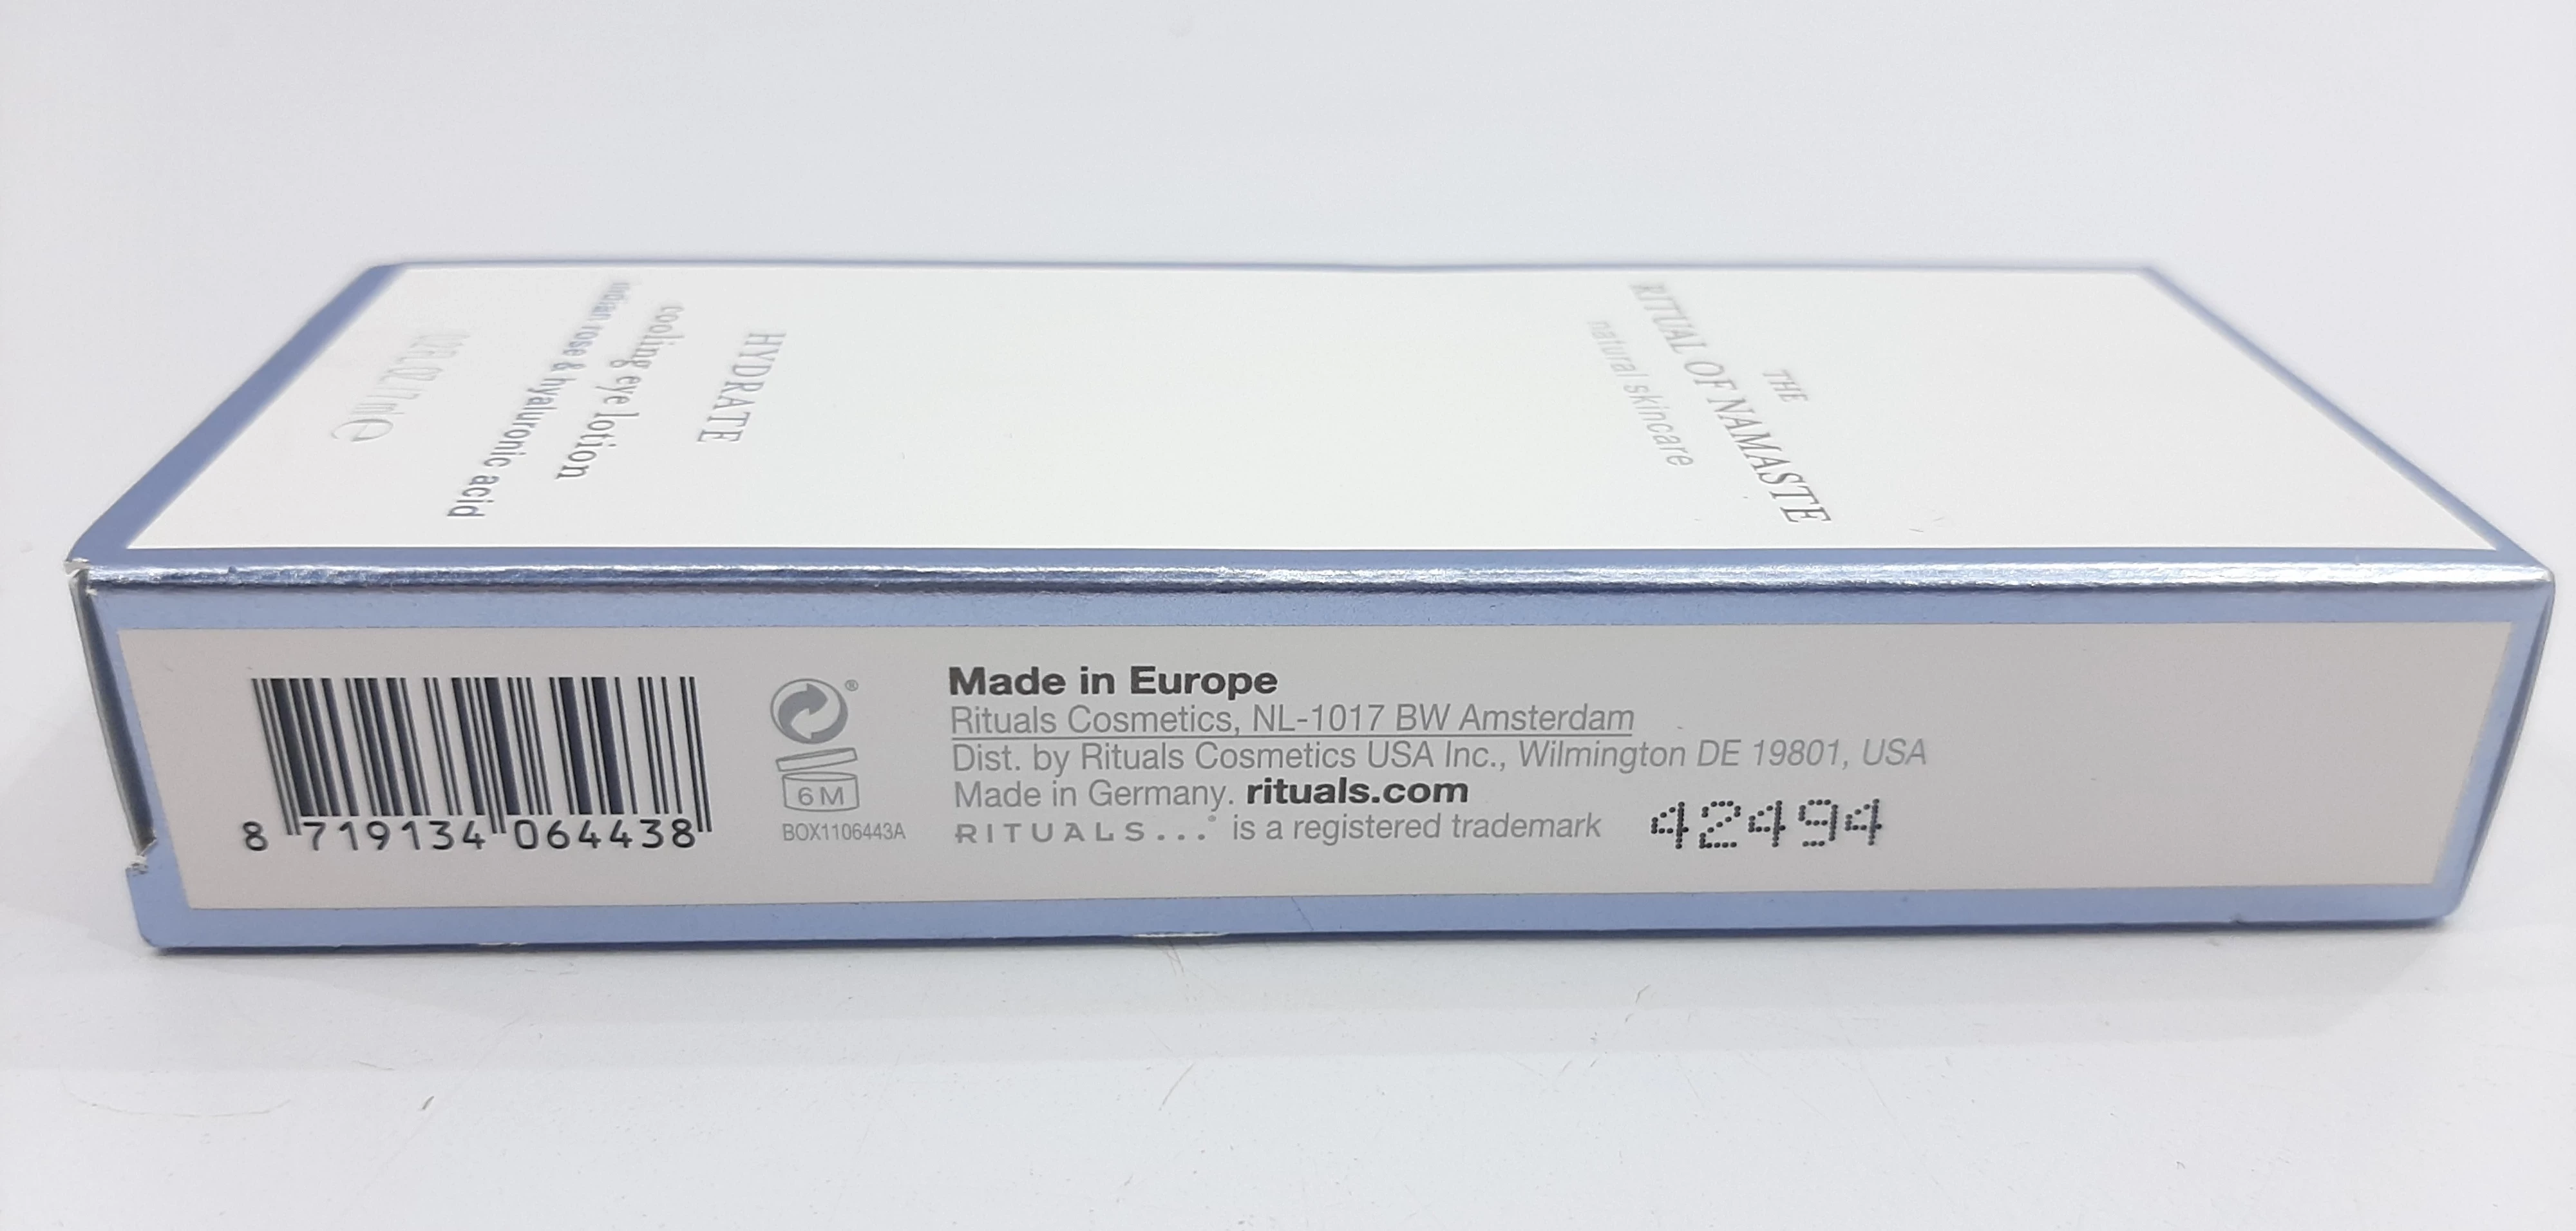 THE
RITUAL OF NAMASTE
natural skincare
HYDRATE
cooling eye lotion
indian rose & hyaluronic acid
7 ml ℮
8 719134 064438
®
6 M
BOX1106443A
Made in Europe
Rituals Cosmetics, NL-1017 BW Amsterdam
Dist. by Rituals Cosmetics USA Inc., Wilmington DE 19801, USA
Made in Germany. rituals.com
RITUALS...® is a registered trademark
42494